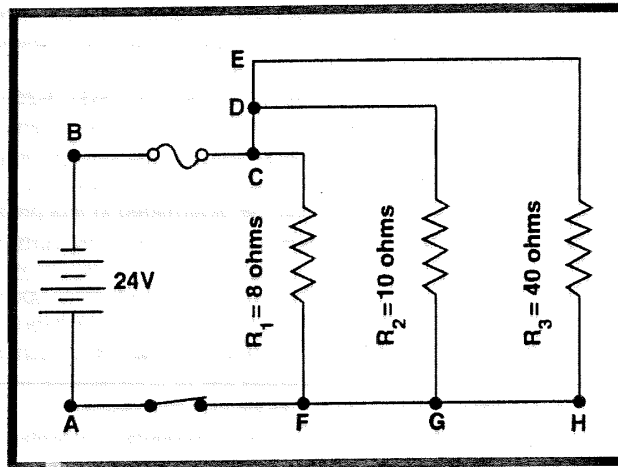 E
D
B
C
24V
R1 = 8 ohms
R2 = 10 ohms
R3 = 40 ohms
A
F
G
H